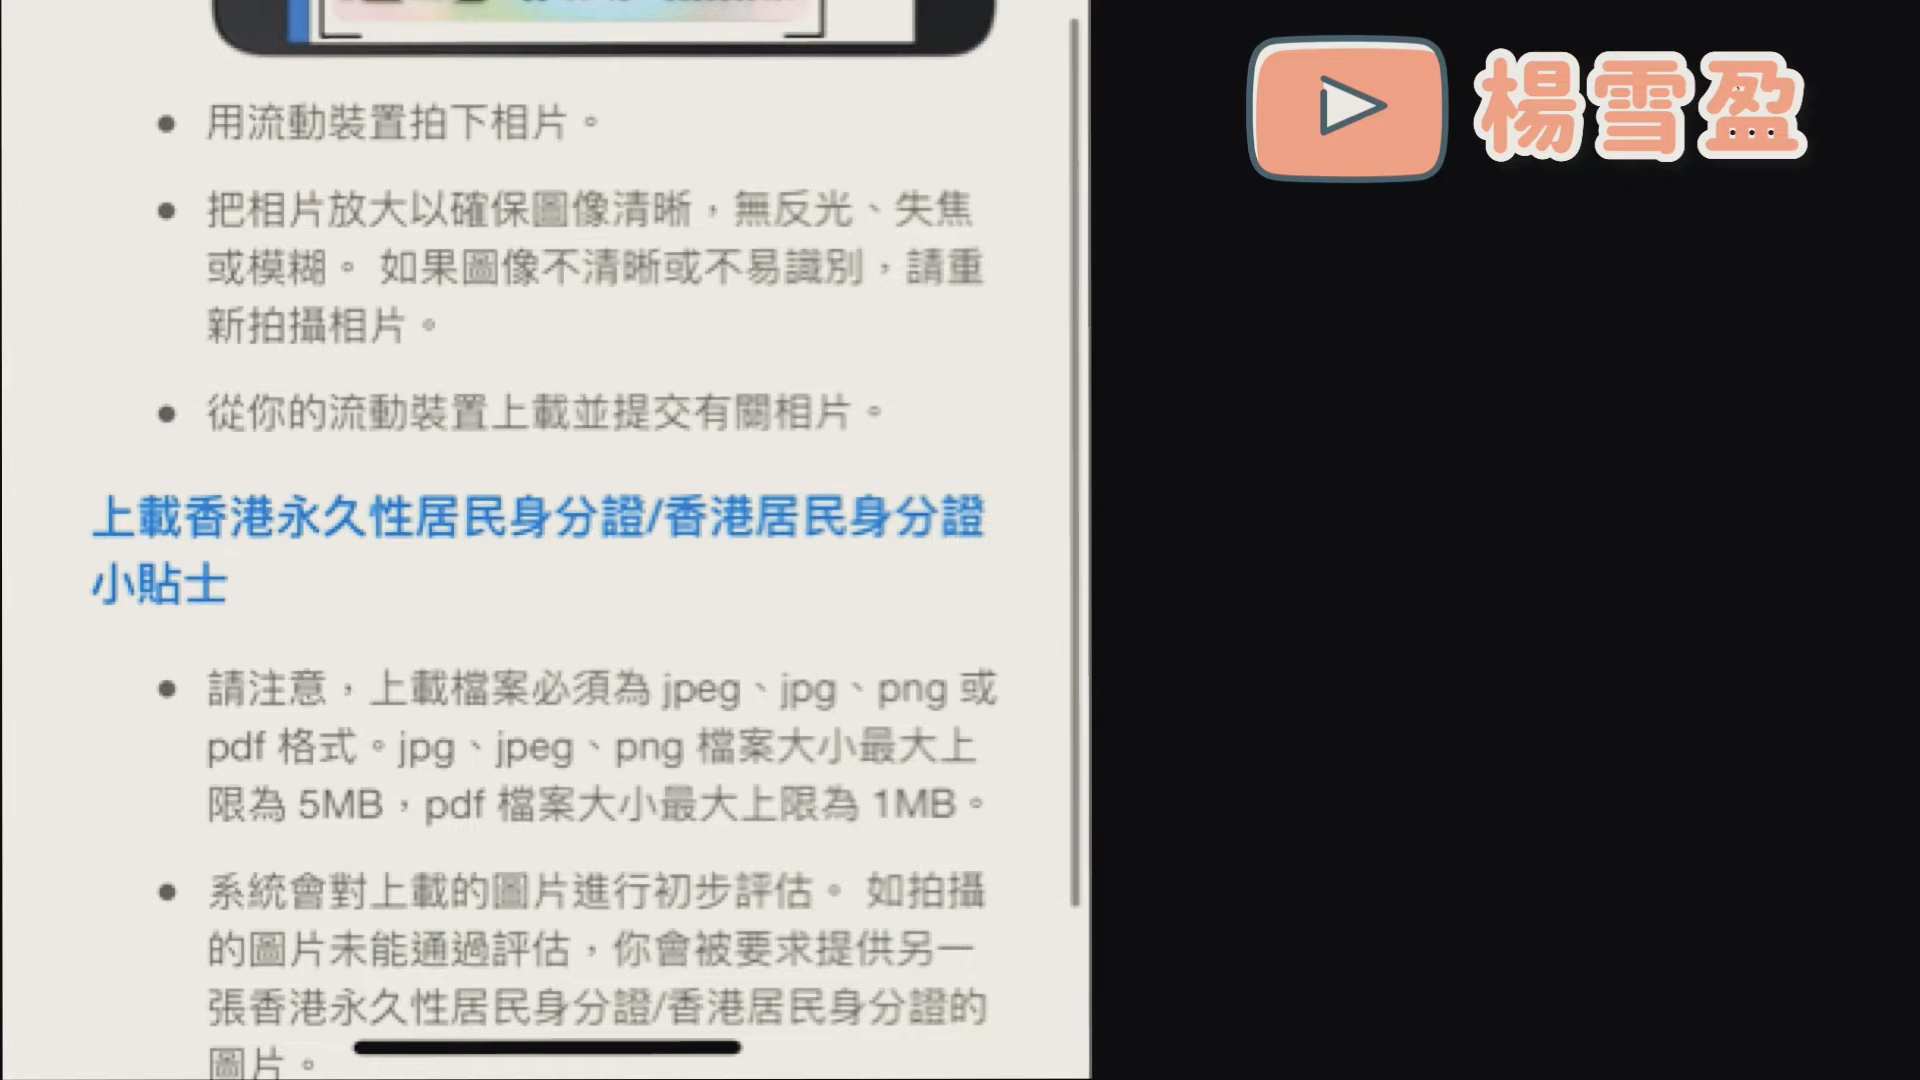 楊雪盈
用流動裝置拍下相片。
把相片放大以確保圖像清晰，無反光、失焦
或模糊。 如果圖像不清晰或不易識別，請重
新拍攝相片。
從你的流動裝置上載並提交有關相片。
上載香港永久性居民身分證/香港居民身分證
小貼士
請注意，上載檔案必須為 jpeg、jpg、png 或
pdf 格式。jpg、jpeg、png 檔案大小最大上
限為 5MB，pdf 檔案大小最大上限為 1MB。
系統會對上載的圖片進行初步評估。 如拍攝
的圖片未能通過評估，你會被要求提供另一
張香港永久性居民身分證/香港居民身分證的
圖片。